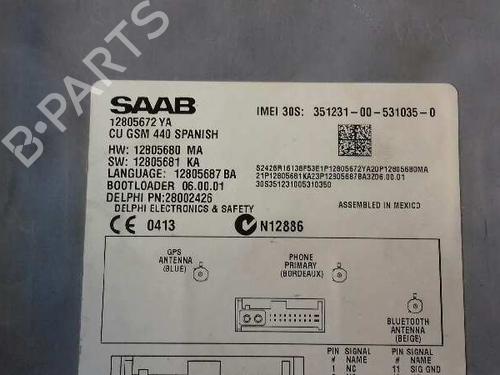 SAAB
12805672 YA
CU GSM 440 SPANISH
HW: 12805680 MA
SW: 12805681 KA
LANGUAGE: 12805687 BA
BOOTLOADER 06.00.01
DELPHI PN:28002426
DELPHI ELECTRONICS & SAFETY
CE 0413 N12886
IMEI 30S: 351231-00-531035-0
S2426R16138F53E1P12805672YA20P12805680MA
21P12805681KA23P12805687BA3Z06.00.01
30S351231005310350
ASSEMBLED IN MEXICO
GPS
ANTENNA
(BLUE)
PHONE
PRIMARY
(BORDEAUX)
BLUETOOTH
ANTENNA
(BEIGE)
PIN SIGNAL PIN SIGNAL
# NAME # NAME
1 NC 11 SIG GND
B-Parts